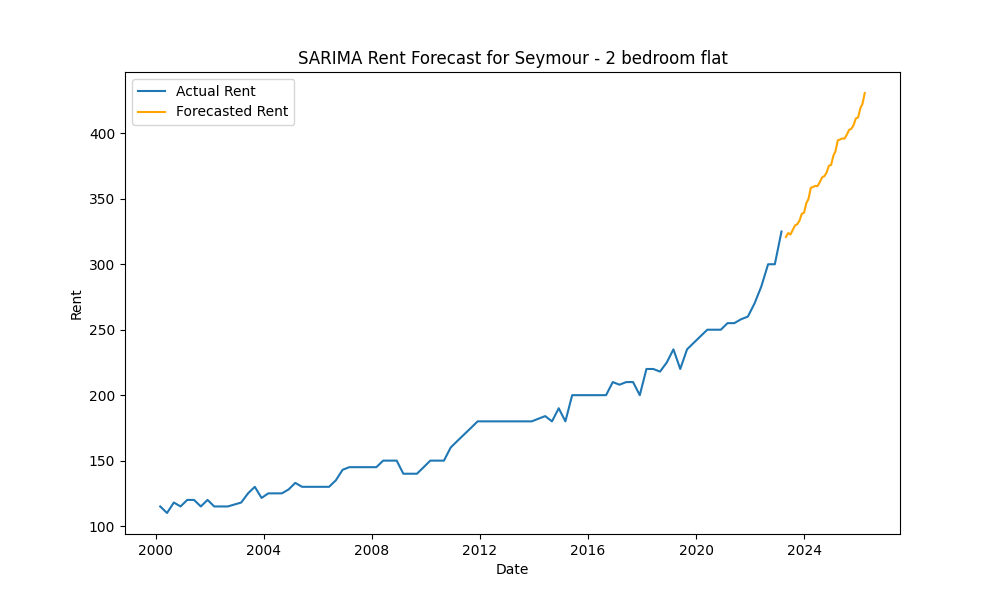 SARIMA Rent Forecast for Seymour - 2 bedroom flat
Actual Rent
Forecasted Rent
Rent
400
350
300
250
200
150
100
2000 2004 2008 2012 2016 2020 2024
Date